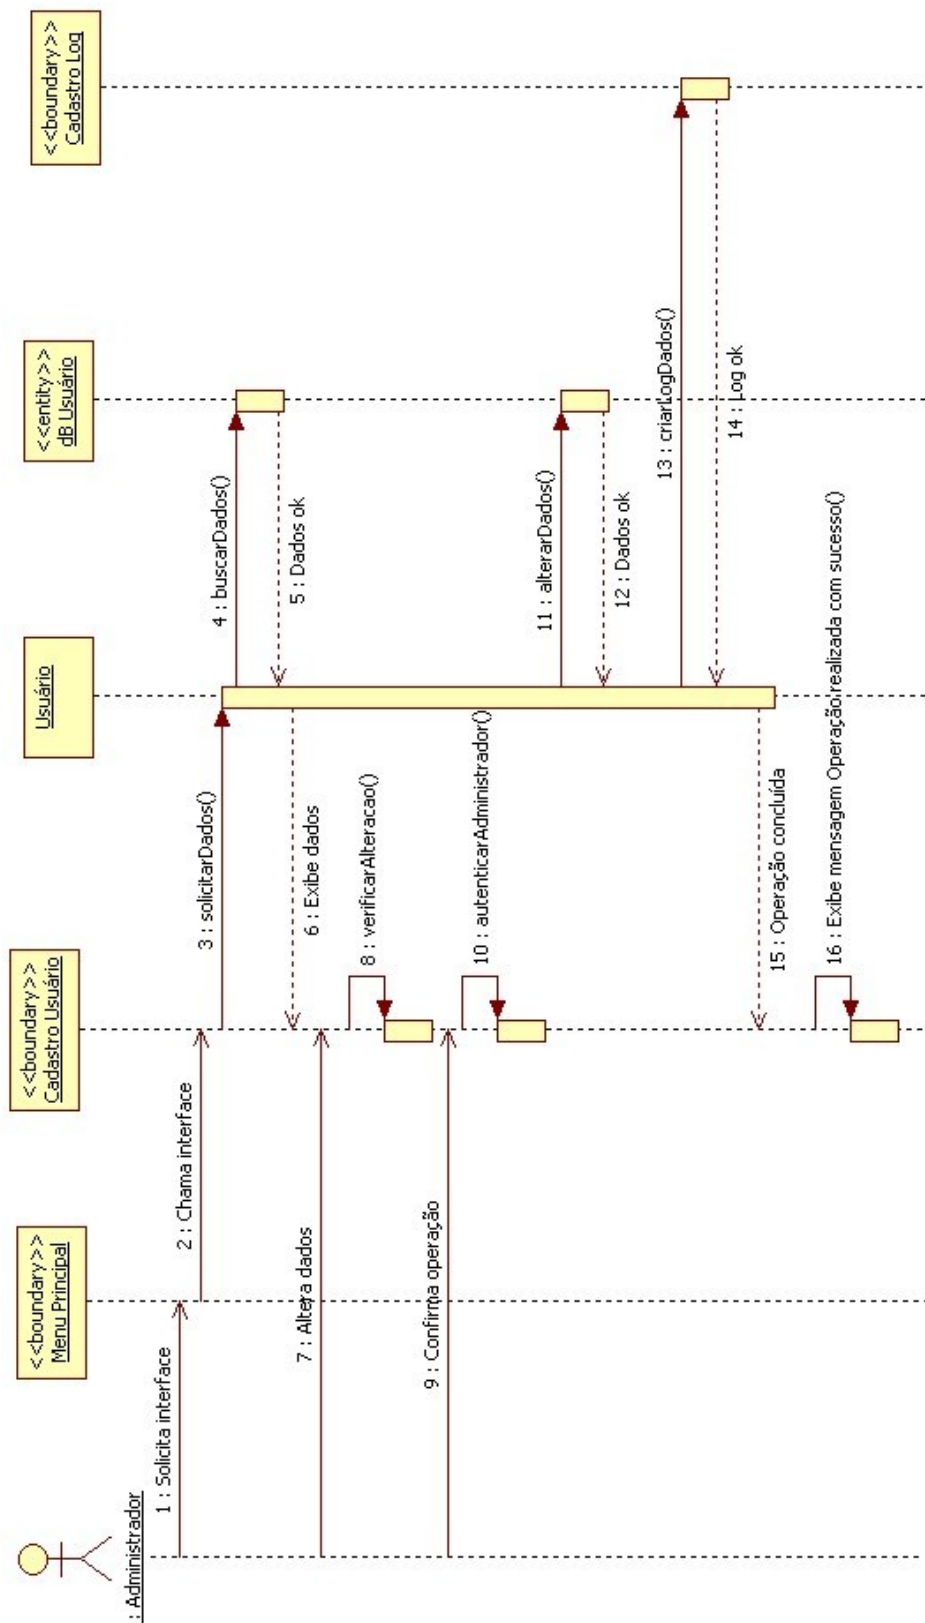 : Administrador
<<boundary>>
Menu Principal
<<boundary>>
Cadastro Usuário
Usuário
<<entity>>
dB Usuário
<<boundary>>
Cadastro Log
1 : Solicita interface
2 : Chama interface
3 : solicitarDados()
4 : buscarDados()
5 : Dados ok
6 : Exibe dados
7 : Altera dados
8 : verificarAlteracao()
9 : Confirma operação
10 : autenticarAdministrador()
11 : alterarDados()
12 : Dados ok
13 : criarLogDados()
14 : Log ok
15 : Operação concluída
16 : Exibe mensagem Operação realizada com sucesso()